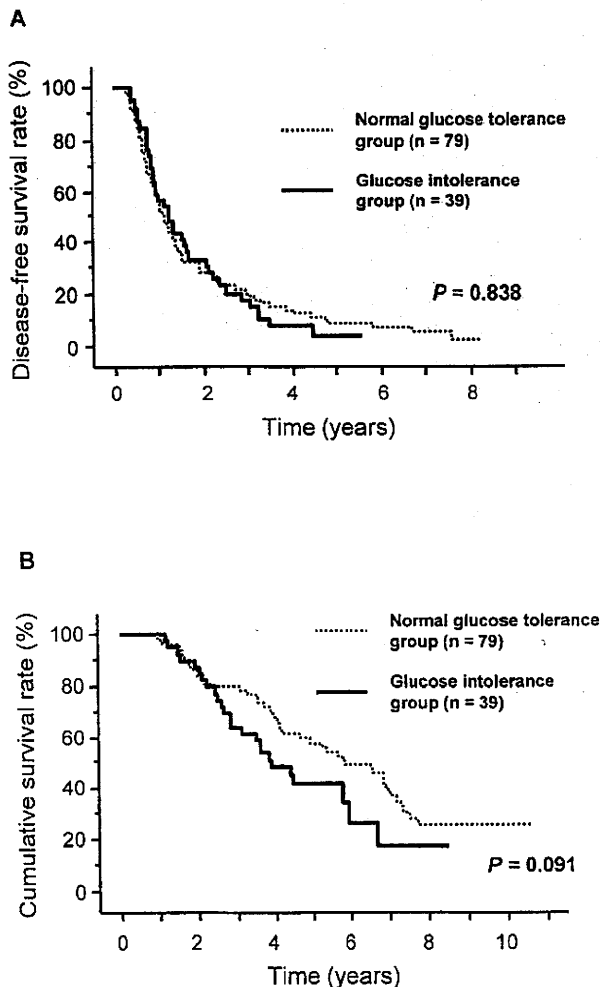 A
Disease-free survival rate (%)
100
80
60
40
20
0
Normal glucose tolerance
group (n = 79)
Glucose intolerance
group (n = 39)
P = 0.838
0 2 4 6 8
Time (years)
B
Cumulative survival rate (%)
100
80
60
40
20
0
Normal glucose tolerance
group (n = 79)
Glucose intolerance
group (n = 39)
P = 0.091
0 2 4 6 8 10
Time (years)